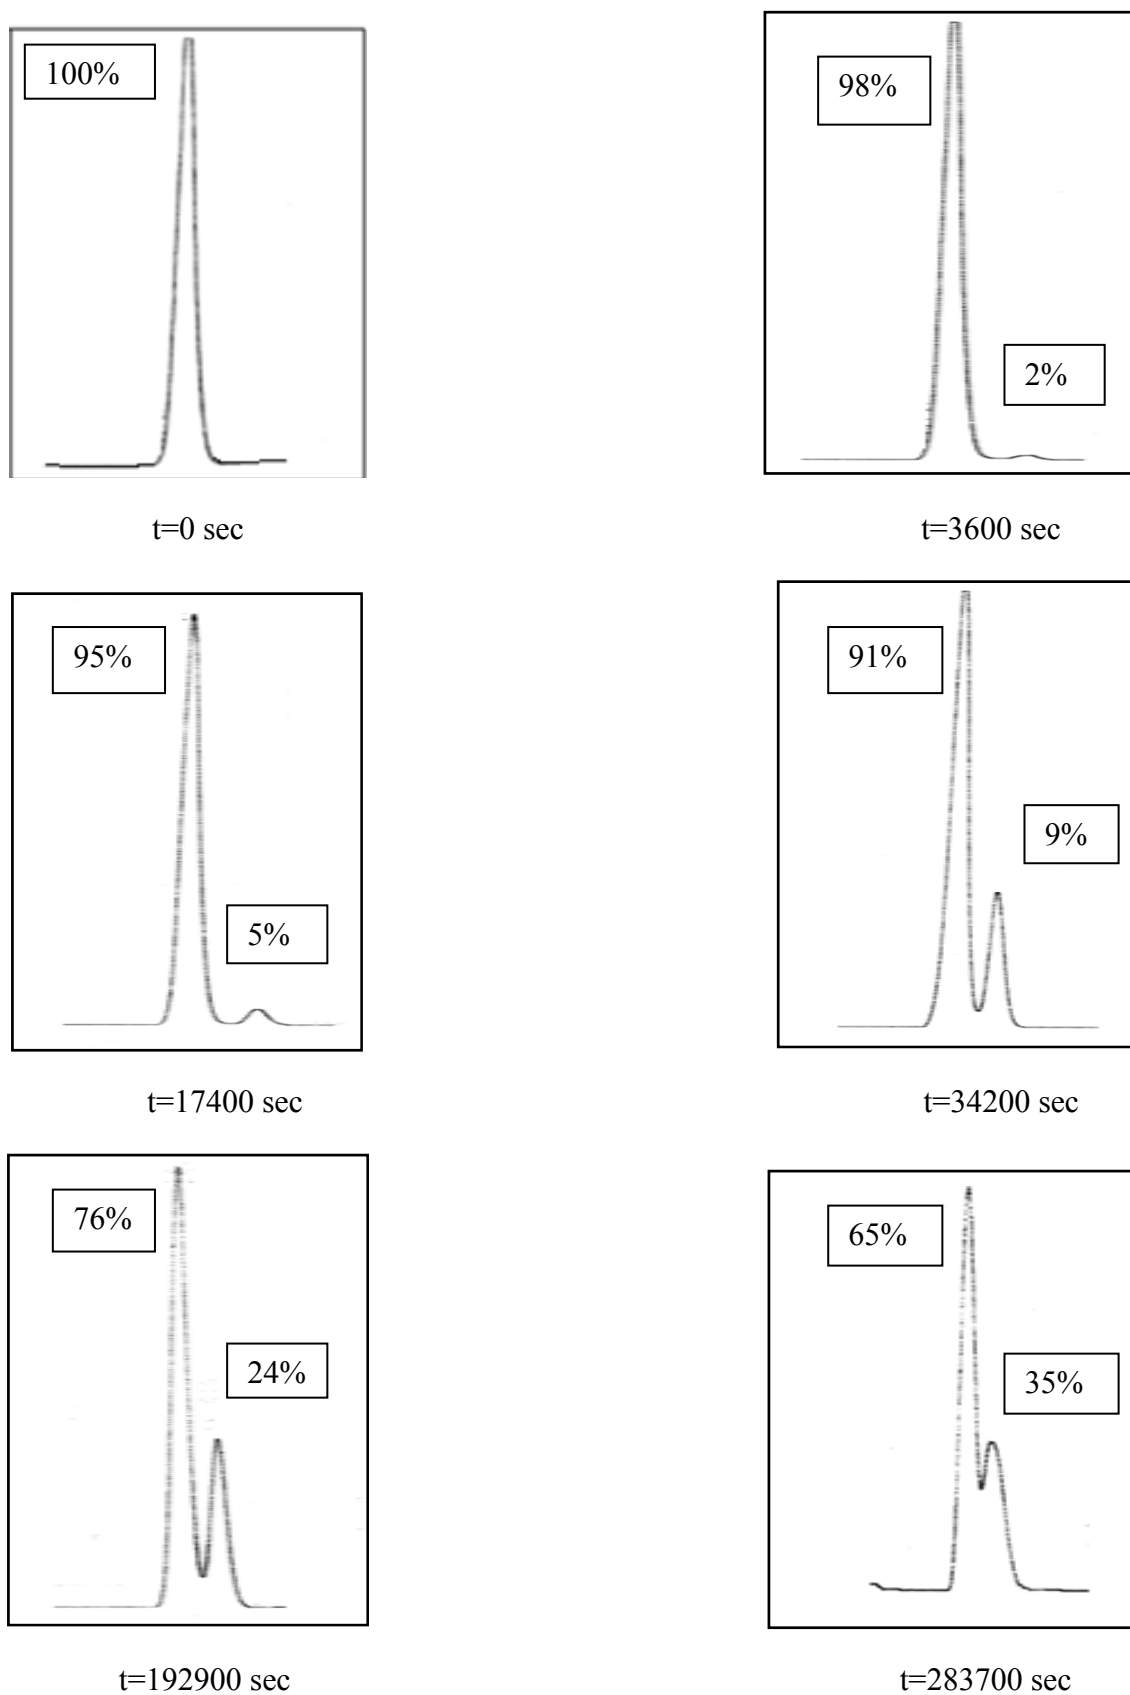 100%
98%
2%
t=0 sec
t=3600 sec
95%
5%
91%
9%
t=17400 sec
t=34200 sec
76%
24%
65%
35%
t=192900 sec
t=283700 sec